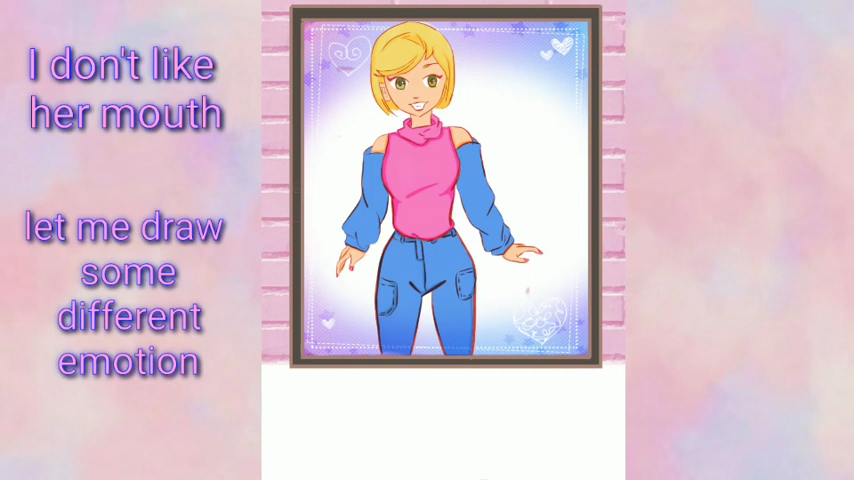 I don't like
her mouth
let me draw
some
different
emotion